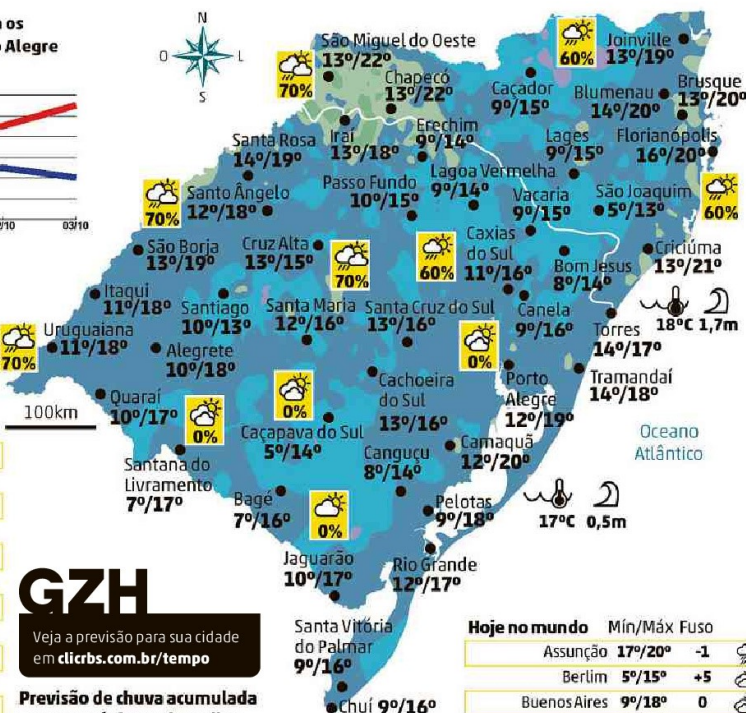 n os
Alegre
/10
03/10
N
O
L
S
70%
São Miguel do Oeste
13º/22º
Chapecó
13º/22º
60%
Joinville
13º/19º
Caçador
9º/15º
Blumenau
14º/20º
Brusque
13º/20º
Santa Rosa
14º/19º
Iraí
13º/18º
Erechim
9º/14º
Lages
9º/15º
Florianópolis
16º/20º
70%
Santo Ângelo
12º/18º
Passo Fundo
10º/15º
Lagoa Vermelha
9º/14º
Vacaria
9º/15º
São Joaquim
5º/13º
60%
São Borja
13º/19º
Cruz Alta
13º/15º
70%
60%
Caxias
do Sul
11º/16º
Bom Jesus
8º/14º
Criciúma
13º/21º
Itaqui
11º/18º
Santiago
10º/13º
Santa Maria
12º/16º
Santa Cruz do Sul
13º/16º
Canela
9º/16º
18ºC 1,7m
Torres
14º/17º
70%
Uruguaiana
11º/18º
Alegrete
10º/18º
0%
Cachoeira
do Sul
13º/16º
Porto
Alegre
12º/19º
Tramandaí
14º/18º
Quaraí
10º/17º
100km
0%
0%
Caçapava do Sul
5º/14º
Canguçu
8º/14º
Camaquã
12º/20º
Oceano
Atlântico
Santana do
Livramento
7º/17º
Bagé
7º/16º
0%
Pelotas
9º/18º
17ºC 0,5m
Jaguarão
10º/17º
Rio Grande
12º/17º
GZH
Veja a previsão para sua cidade
em clicrbs.com.br/tempo
Santa Vitória
do Palmar
9º/16º
Chuí 9º/16º
Previsão de chuva acumulada
Hoje no mundo Mín/Máx Fuso
Assunção 17º/20º -1
Berlim 5º/15º +5
Buenos Aires 9º/18º 0